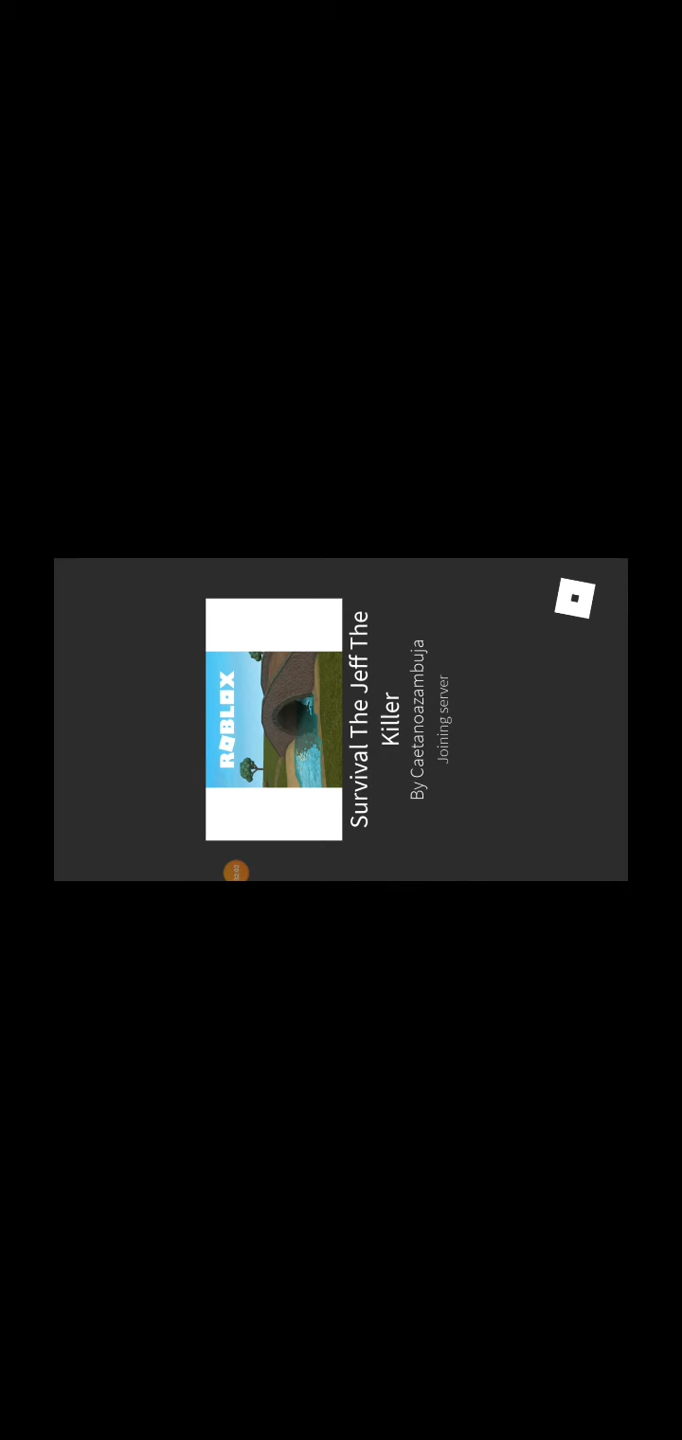 ROBLOX
Survival The Jeff The
Killer
By Caetanoazambuja
Joining server